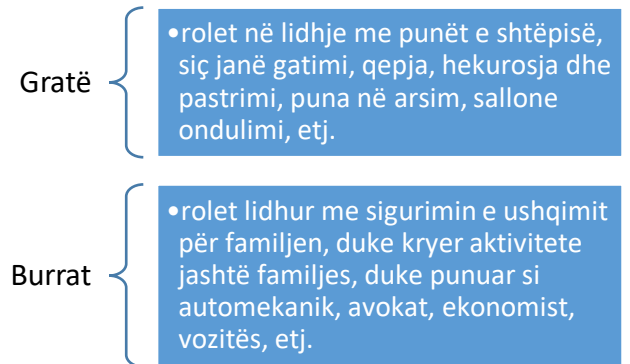 Gratë
•rolet në lidhje me punët e shtëpisë,
siç janë gatimi, qepja, hekurosja dhe
pastrimi, puna në arsim, sallone
ondulimi, etj.
Burrat
•rolet lidhur me sigurimin e ushqimit
për familjen, duke kryer aktivitete
jashtë familjes, duke punuar si
automekanik, avokat, ekonomist,
vozitës, etj.